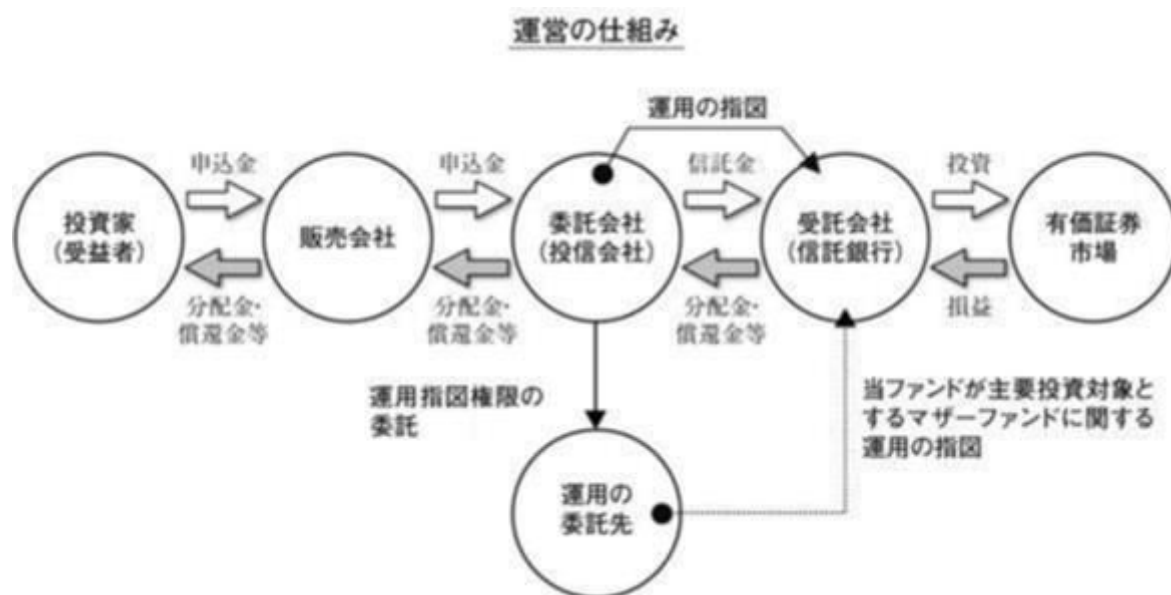 運営の仕組み
運用の指図
申込金
申込金
信託金
投資
投資家
(受益者)
販売会社
委託会社
(投信会社)
受託会社
(信託銀行)
有価証券
市場
分配金・
償還金等
分配金・
償還金等
分配金・
償還金等
損益
運用指図権限の
委託
当ファンドが主要投資対象と
するマザーファンドに関する
運用の指図
運用の
委託先